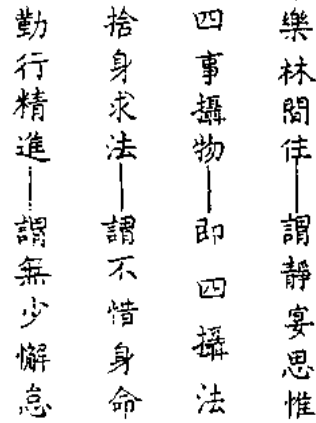 樂林閒住——謂靜宴思惟
四事攝物——即四攝法
捨身求法——謂不惜身命
勤行精進——謂無少懈怠